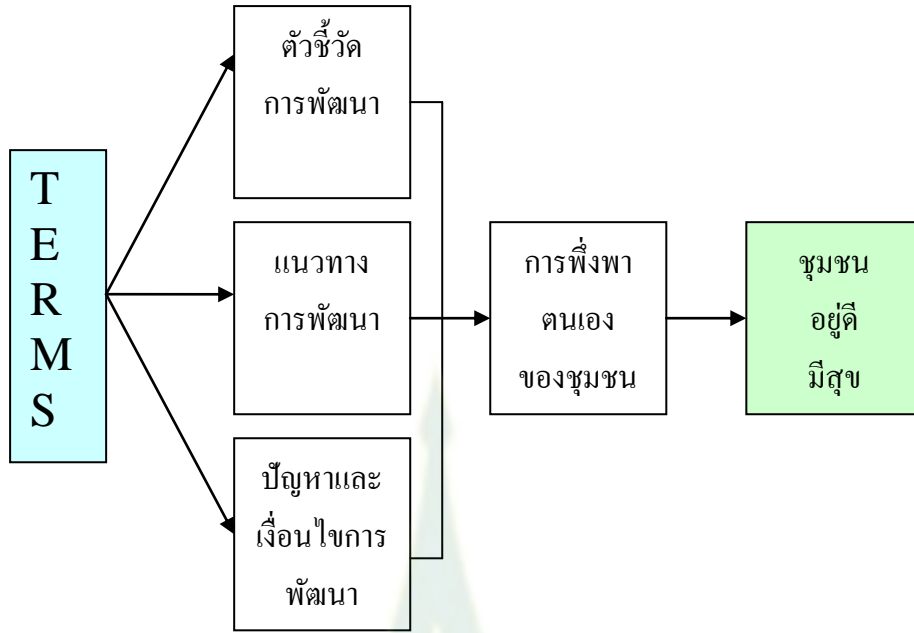 T
E
R
M
S
ตัวชี้วัด
การพัฒนา
แนวทาง
การพัฒนา
ปัญหาและ
เงื่อนไขการ
พัฒนา
การพึ่งพา
ตนเอง
ของชุมชน
ชุมชน
อยู่ดี
มีสุข